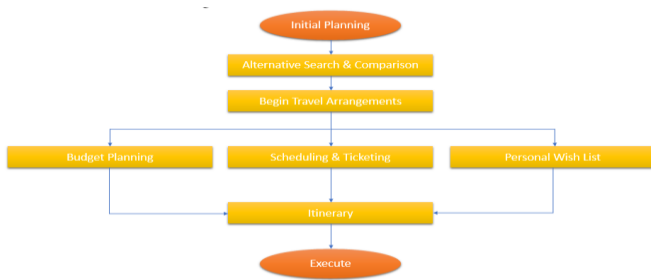 Initial Planning
Alternative Search & Comparison
Begin Travel Arrangements
Budget Planning
Scheduling & Ticketing
Personal Wish List
Itinerary
Execute